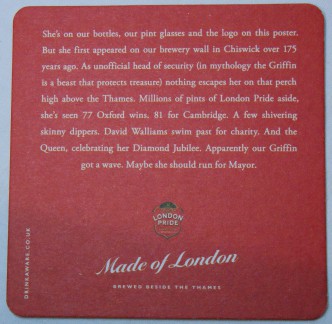 She's on our bottles, our pint glasses and the logo on this poster.
But she first appeared on our brewery wall in Chiswick over 175
years ago. As unofficial head of security (in mythology the Griffin
is a beast that protects treasure) nothing escapes her on that perch
high above the Thames. Millions of pints of London Pride aside,
she's seen 77 Oxford wins. 81 for Cambridge. A few shivering
skinny dippers. David Walliams swim past for charity. And the
Queen, celebrating her Diamond Jubilee. Apparently our Griffin
got a wave. Maybe she should run for Mayor.
LONDON
PRIDE
Made of London
BREWED BESIDE THE THAMES
DRINKAWARE.CO.UK